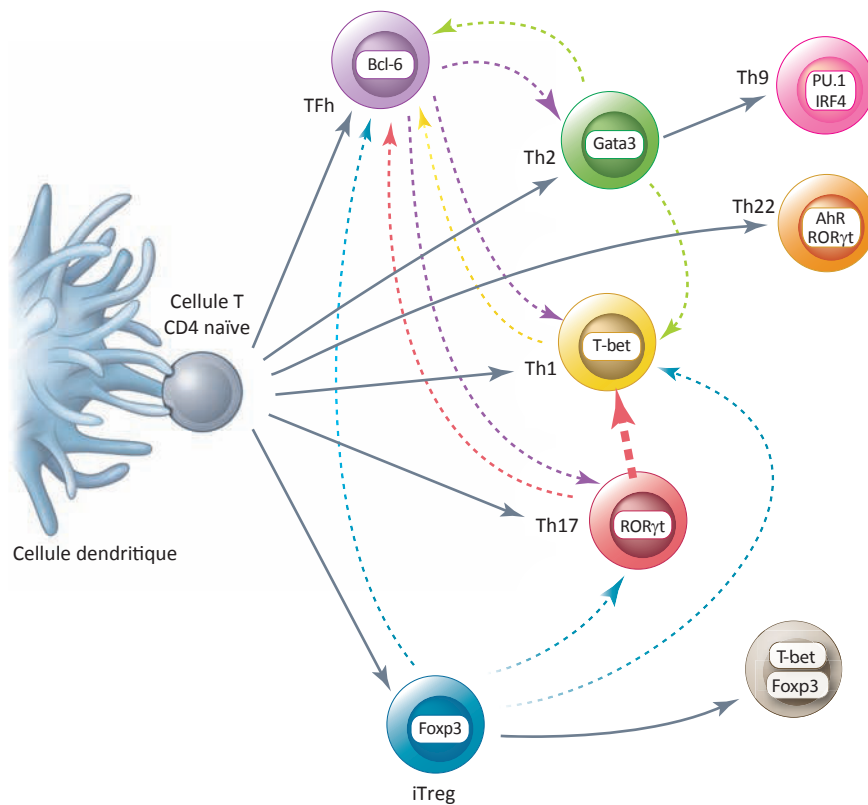 Bcl-6
TFh
Th9
PU.1
IRF4
Gata3
Th2
Th22
AhR
RORγt
Cellule T
CD4 naïve
T-bet
Th1
RORγt
Th17
Cellule dendritique
T-bet
Foxp3
Foxp3
iTreg